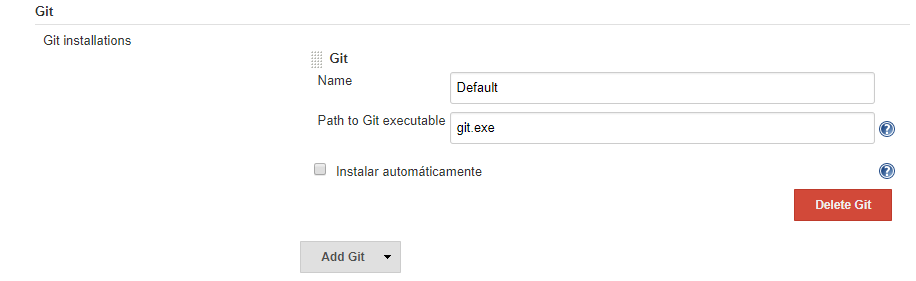 Git
Git installations
Git
Name
Default
Path to Git executable
git.exe
?
Instalar automáticamente
?
Delete Git
Add Git